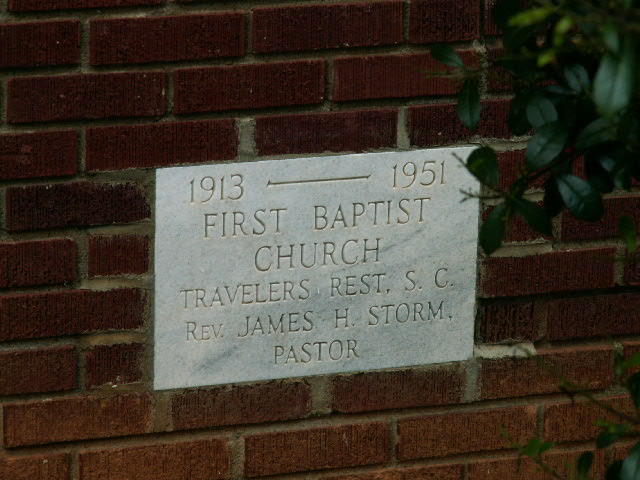 1913 — 1951
FIRST BAPTIST
CHURCH
TRAVELERS REST, S. C.
REV. JAMES H. STORM,
PASTOR